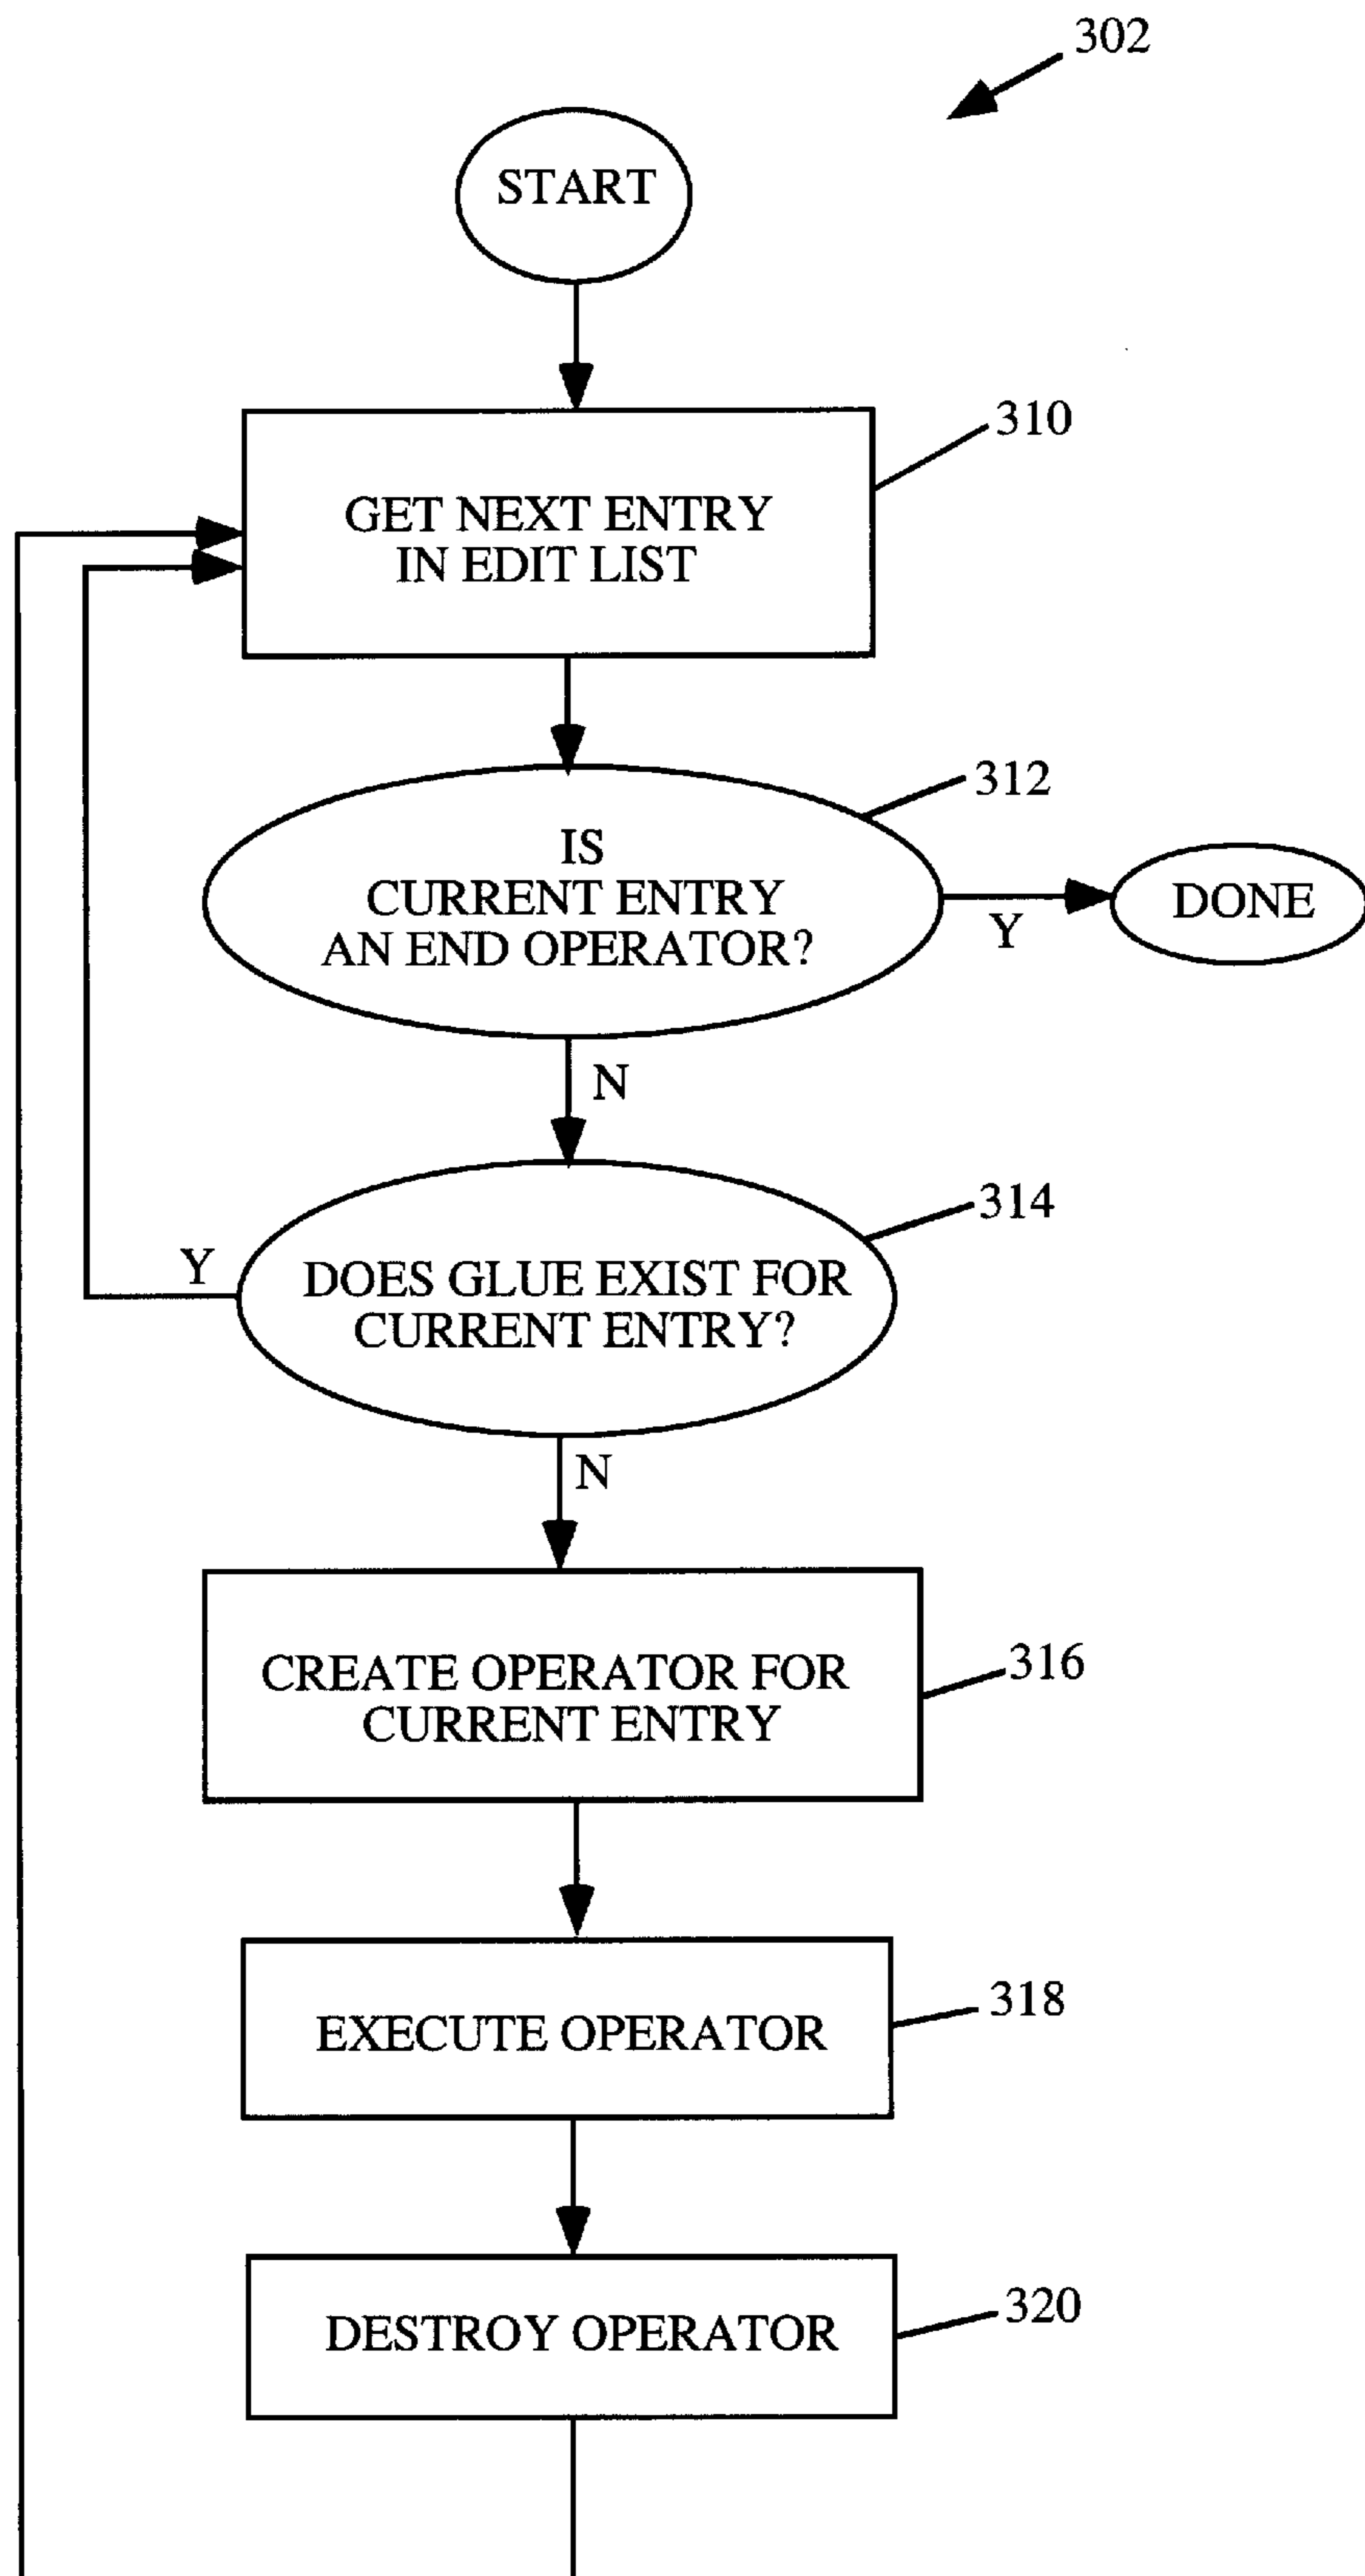 302
START
310
GET NEXT ENTRY
IN EDIT LIST
312
IS
CURRENT ENTRY
AN END OPERATOR?
Y
DONE
N
314
Y
DOES GLUE EXIST FOR
CURRENT ENTRY?
N
316
CREATE OPERATOR FOR
CURRENT ENTRY
318
EXECUTE OPERATOR
320
DESTROY OPERATOR